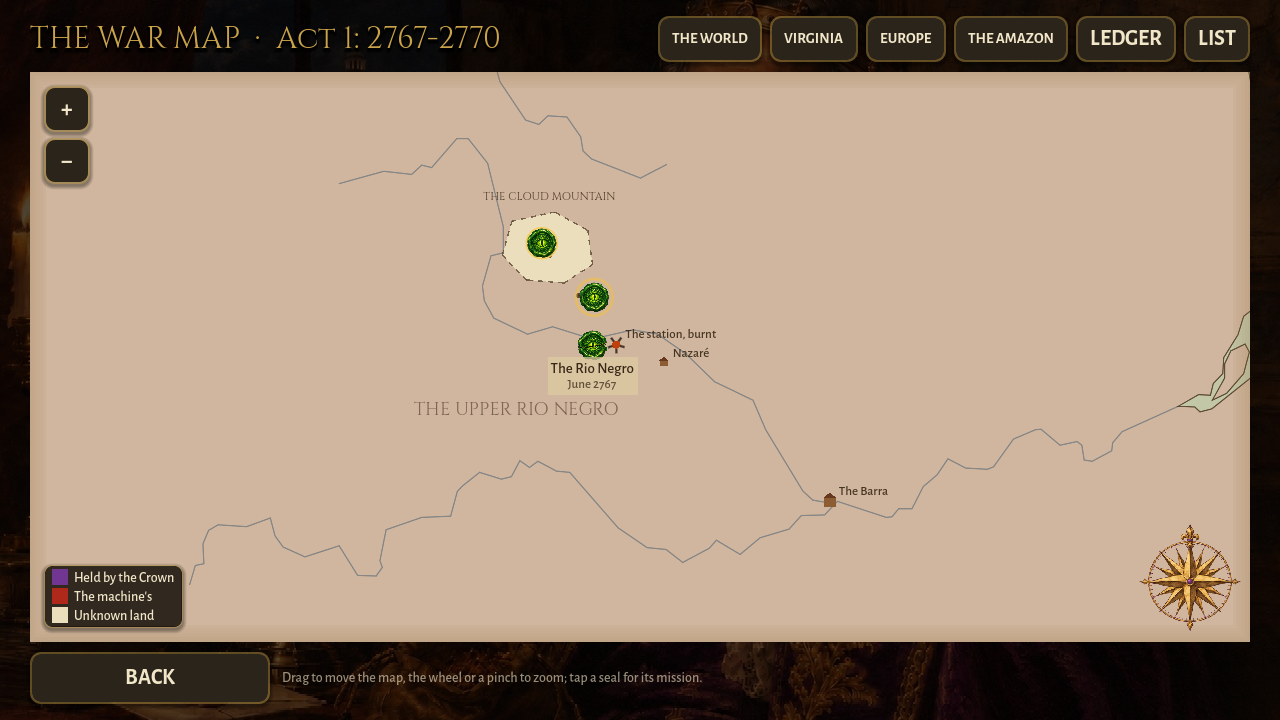 THE WAR MAP · ACT 1: 2767-2770
THE WORLD
VIRGINIA
EUROPE
THE AMAZON
LEDGER
LIST
+
−
THE CLOUD MOUNTAIN
The station, burnt
Nazaré
The Rio Negro
June 2767
THE UPPER RIO NEGRO
The Barra
Held by the Crown
The machine's
Unknown land
BACK
Drag to move the map, the wheel or a pinch to zoom; tap a seal for its mission.